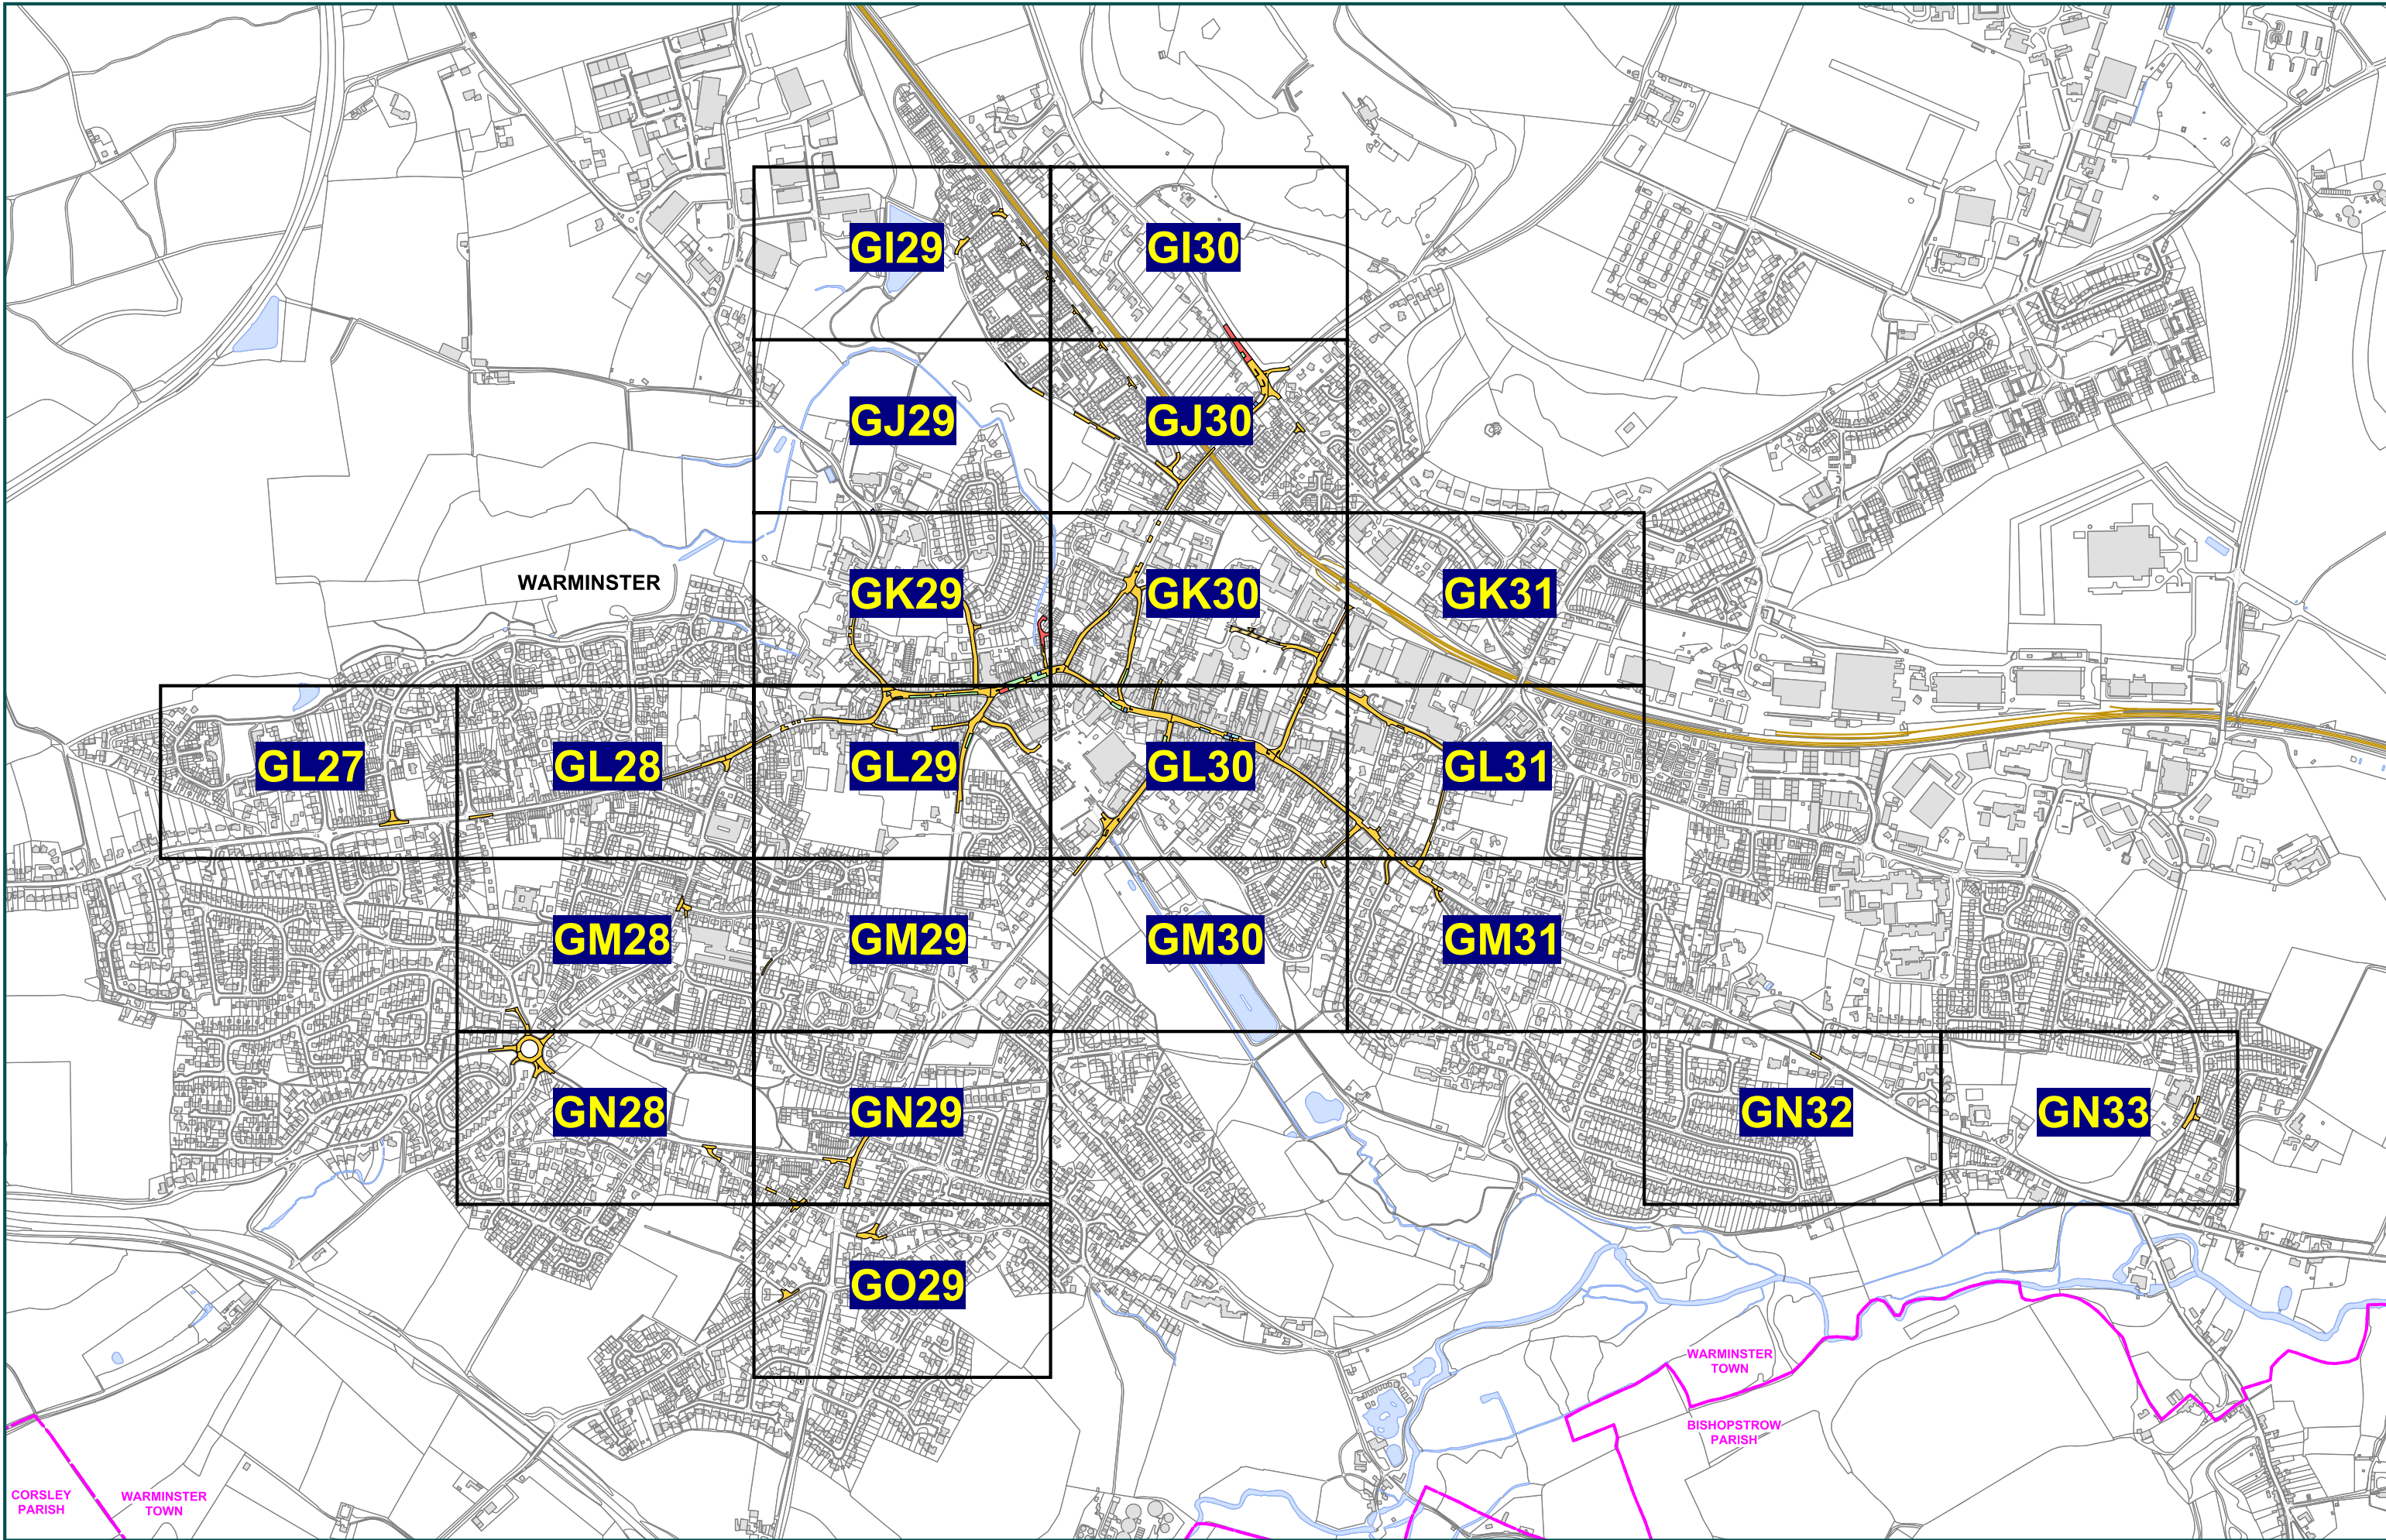 GI29
GI30
GJ29
GJ30
WARMINSTER
GK29
GK30
GK31
GL27
GL28
GL29
GL30
GL31
GM28
GM29
GM30
GM31
GN28
GN29
GN32
GN33
GO29
WARMINSTER
TOWN
BISHOPSTROW
PARISH
CORSLEY
PARISH
WARMINSTER
TOWN